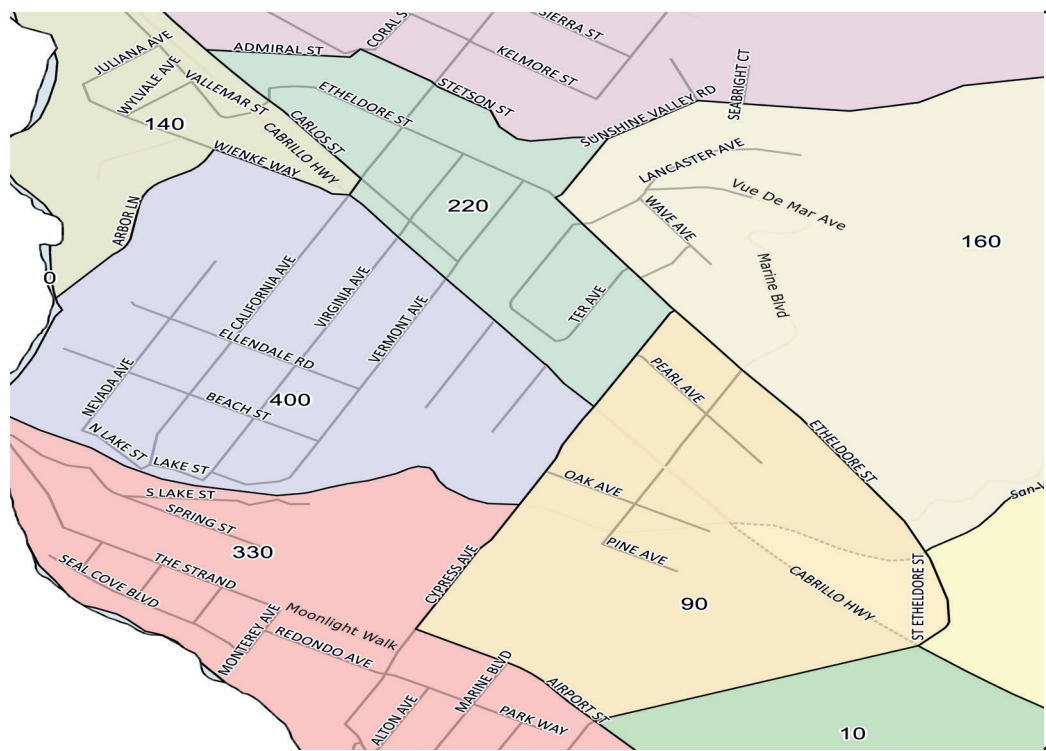 SIERRA ST
CORAL ST
ADMIRAL ST
KELMORE ST
JULIANA AVE
WYLVALE AVE
VALLEMAR ST
ETHELDORE ST
STETSON ST
SEABRIGHT CT
SUNSHINE VALLEY RD
140
CARLOS ST
CABRILLO HWY
WIENKE WAY
LANCASTER AVE
Vue De Mar Ave
ARBOR LN
220
WAVE AVE
160
0
Marine Blvd
CALIFORNIA AVE
VIRGINIA AVE
VERMONT AVE
TER AVE
ELLENDALE RD
NEVADA AVE
BEACH ST
400
PEARL AVE
ETHELDORE ST
N LAKE ST
LAKE ST
S LAKE ST
OAK AVE
SPRING ST
330
THE STRAND
SEAL COVE BLVD
CYPRESS AVE
PINE AVE
90
CABRILLO HWY
ST ETHELDORE ST
Moonlight Walk
MONTEREY AVE
REDONDO AVE
MARINE BLVD
AIRPORT ST
ALTON AVE
PARK WAY
10